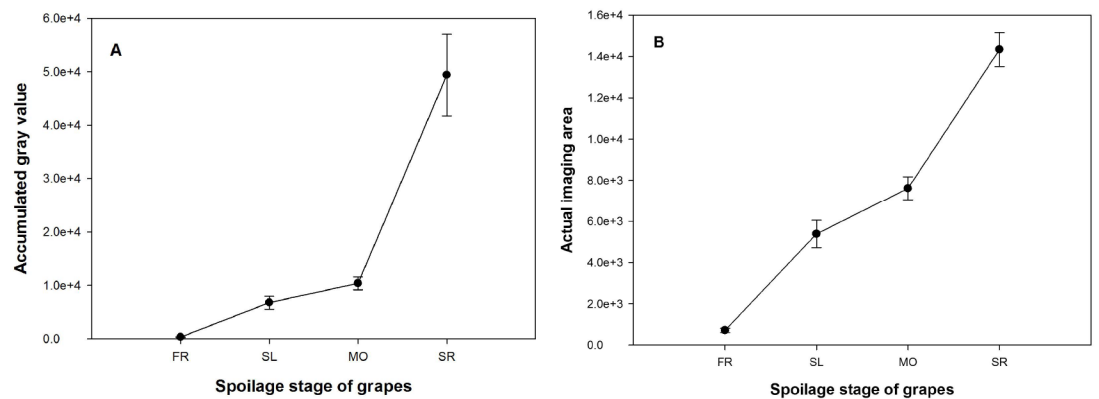 A
Accumulated gray value
6.0e+4
5.0e+4
4.0e+4
3.0e+4
2.0e+4
1.0e+4
0.0
FR SL MO SR
Spoilage stage of grapes
B
Actual imaging area
1.6e+4
1.4e+4
1.2e+4
1.0e+4
8.0e+3
6.0e+3
4.0e+3
2.0e+3
0.0
FR SL MO SR
Spoilage stage of grapes